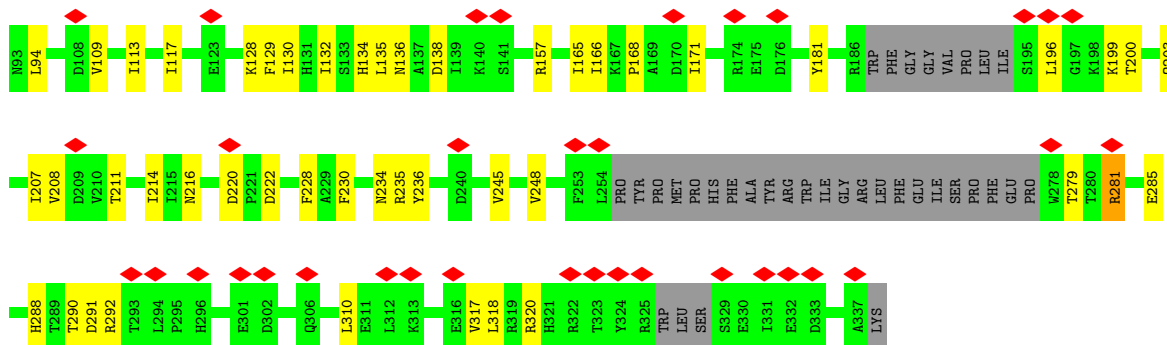 N93 L94 D108 V109 I113 I117 E123 K128 F129 I130 H131 I132 S133 H134 L135 N136 A137 D138 I139 K140 S141 R157 I165 I166 K167 P168 A169 D170 I171 R174 E175 D176 Y181 R186 TRP PHE GLY GLY VAL PRO LEU ILE S195 L196 G197 K198 K199 T200
I207 V208 D209 V210 T211 I214 I215 N216 D220 P221 D222 F228 A229 F230 N234 R235 Y236 D240 V245 V248 F253 L254 PRO TYR PRO MET PRO HIS PHE ALA TYR ARG TRP ILE GLY ARG LEU PHE GLU ILE SER PRO PHE GLU PRO W278 T279 T280 R281 E285
H288 T289 T290 D291 R292 T293 L294 P295 H296 E301 D302 Q306 L310 E311 L312 K313 E316 V317 L318 R319 R320 H321 R322 T323 Y324 R325 TRP LEU SER S329 E330 I331 E332 D333 A337 LYS